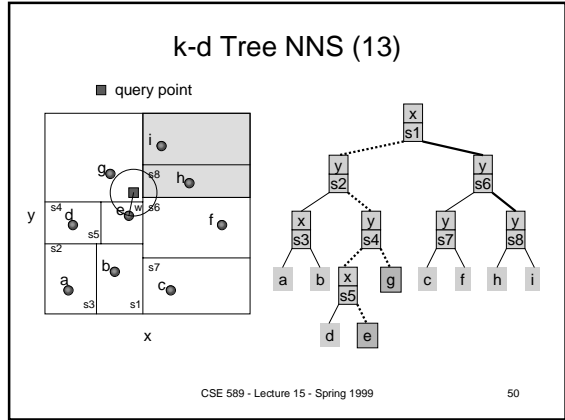 k-d Tree NNS (13)
query point
i
g
s8
h
w
s6
s4
e
d
s5
f
y
s2
b
s7
a
c
s3
s1
x
x
s1
y
s2
y
s6
x
s3
y
s4
y
s7
y
s8
a
b
x
s5
g
c
f
h
i
d
e
CSE 589 - Lecture 15 - Spring 1999
50